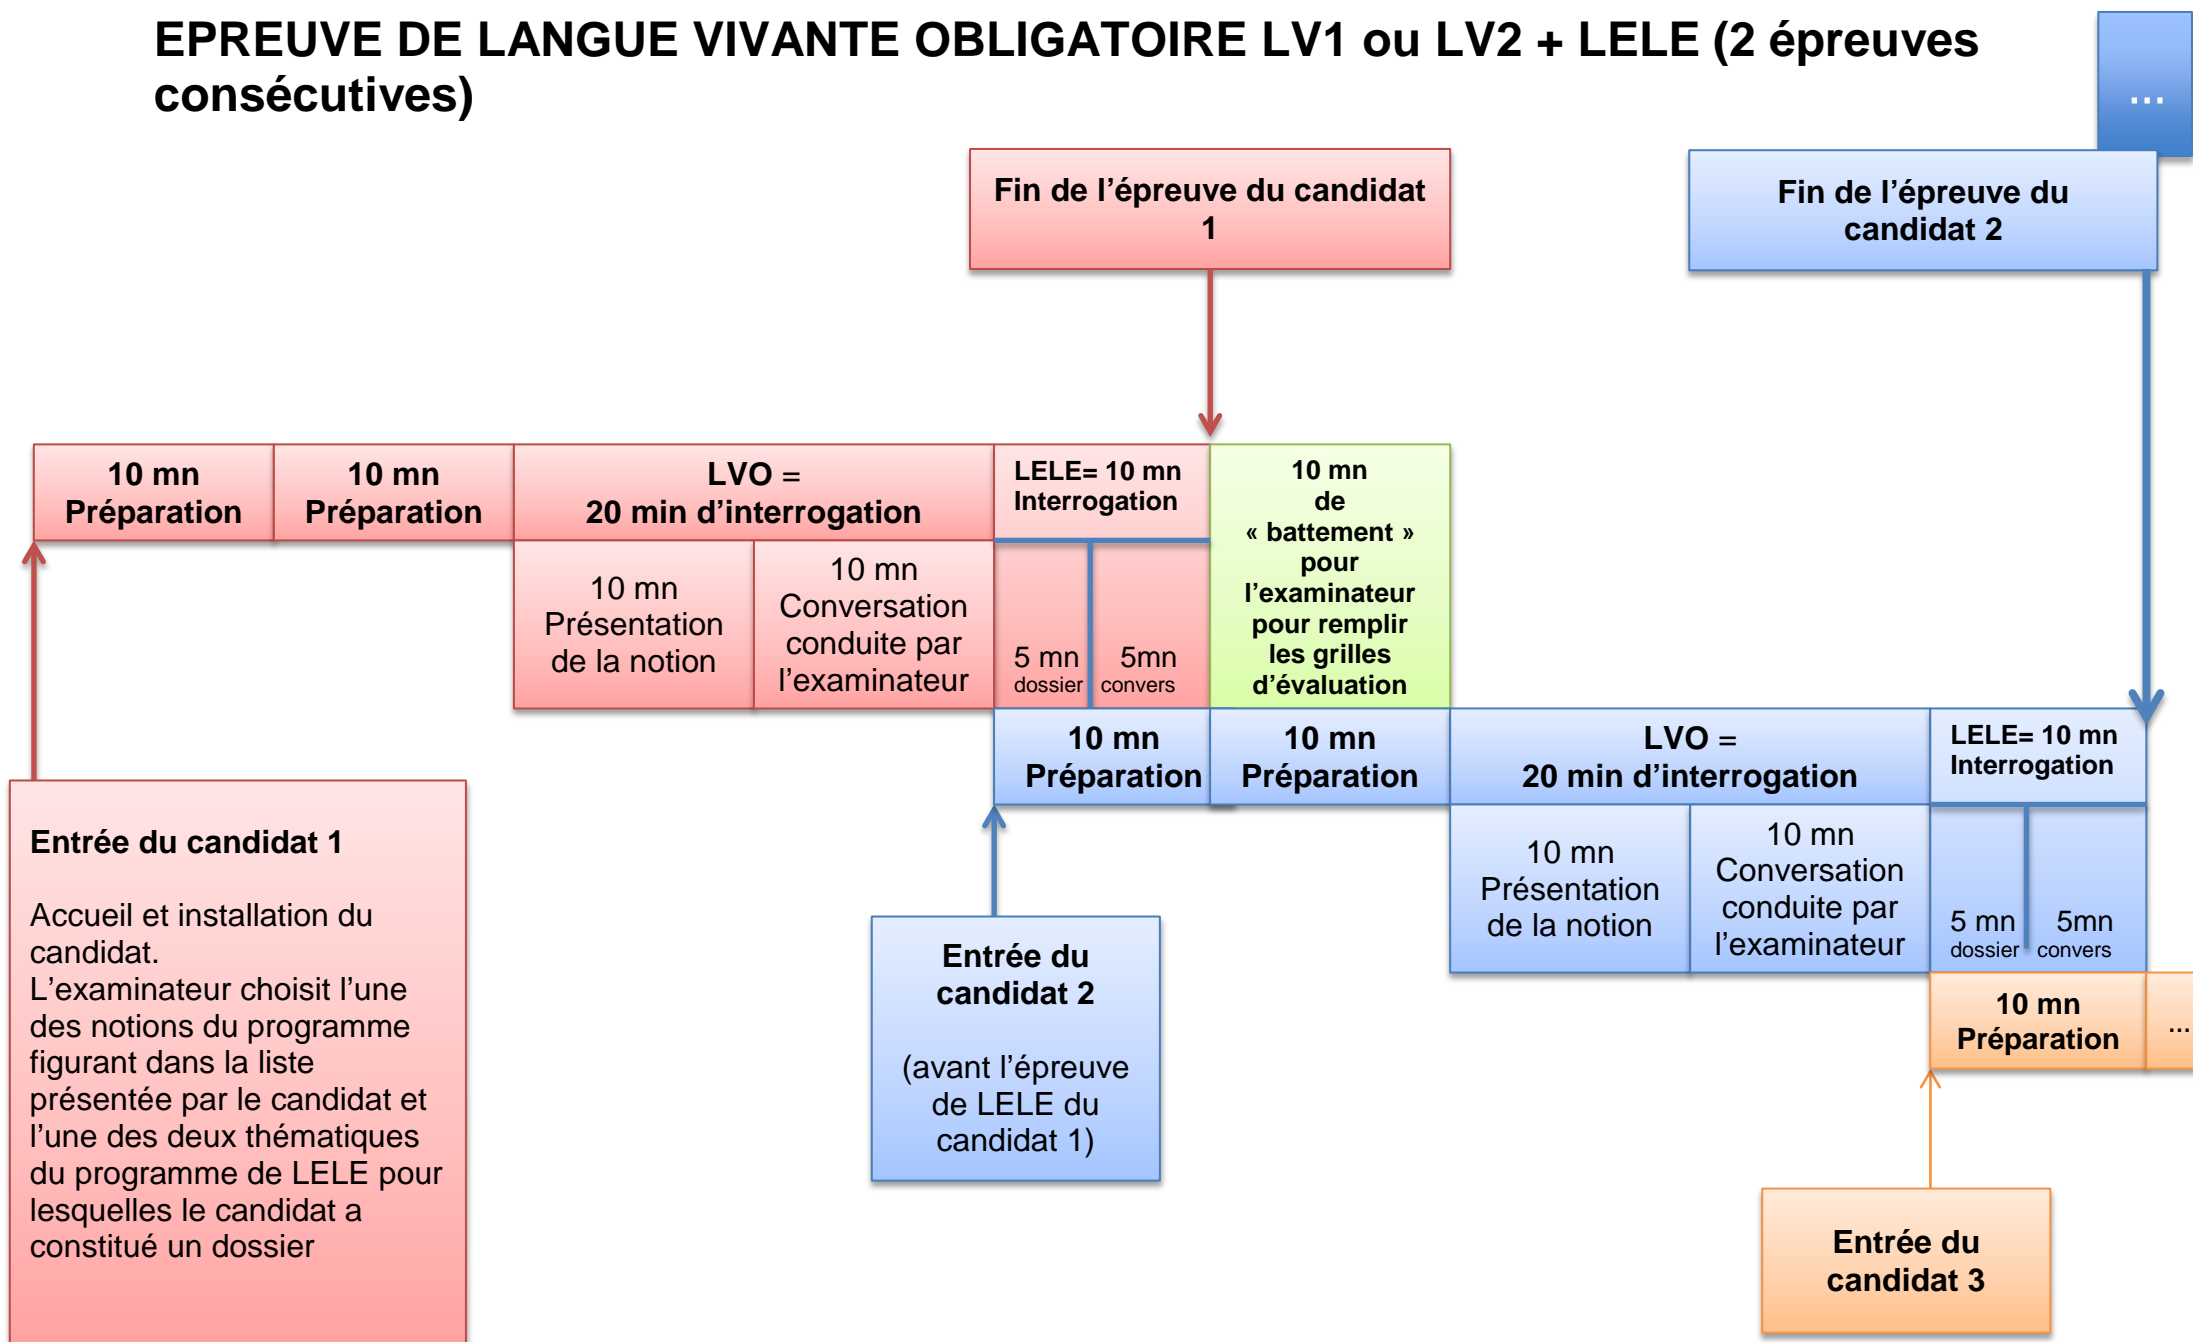 EPREUVE DE LANGUE VIVANTE OBLIGATOIRE LV1 ou LV2 + LELE (2 épreuves
consécutives)
...
Fin de l’épreuve du candidat
1
Fin de l’épreuve du
candidat 2
10 mn
Préparation
10 mn
Préparation
LVO =
20 min d’interrogation
LELE= 10 mn
Interrogation
10 mn
de
« battement »
pour
l’examinateur
pour remplir
les grilles
d’évaluation
10 mn
Présentation
de la notion
10 mn
Conversation
conduite par
l’examinateur
5 mn
dossier
5mn
convers
10 mn
Préparation
10 mn
Préparation
LVO =
20 min d’interrogation
LELE= 10 mn
Interrogation
10 mn
Présentation
de la notion
10 mn
Conversation
conduite par
l’examinateur
5 mn
dossier
5mn
convers
10 mn
Préparation
...
Entrée du candidat 1
Accueil et installation du
candidat.
L’examinateur choisit l’une
des notions du programme
figurant dans la liste
présentée par le candidat et
l’une des deux thématiques
du programme de LELE pour
lesquelles le candidat a
constitué un dossier
Entrée du
candidat 2
(avant l’épreuve
de LELE du
candidat 1)
Entrée du
candidat 3